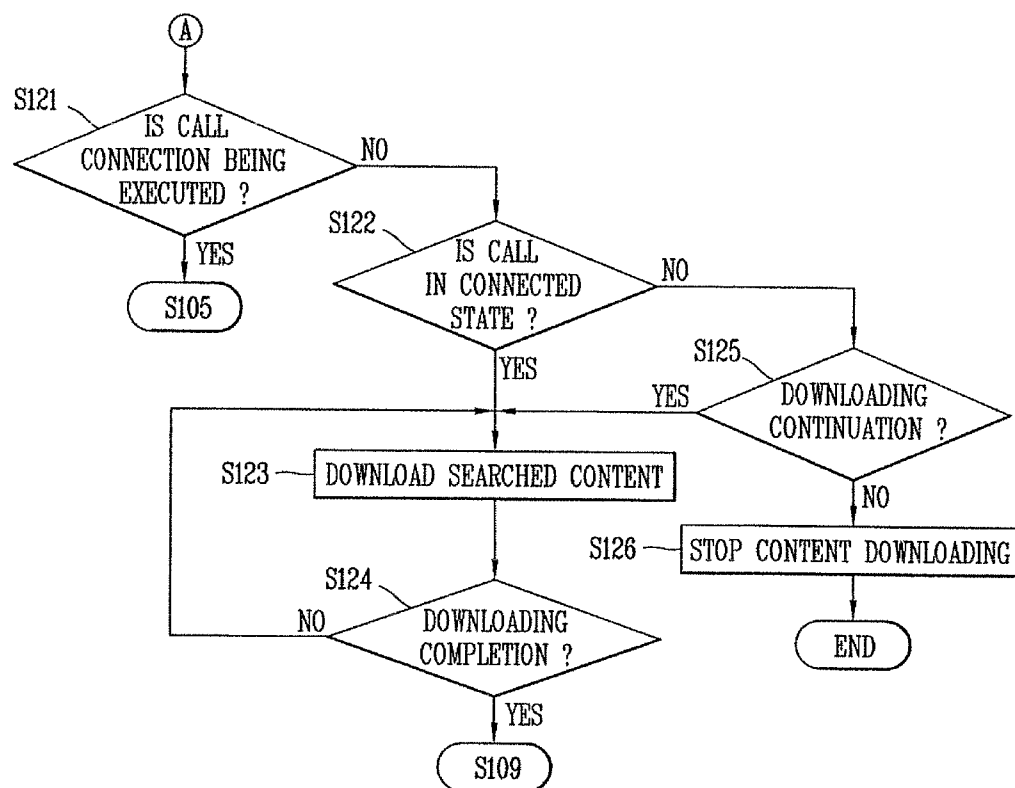 A
S121
IS CALL
CONNECTION BEING
EXECUTED ?
NO
YES
S105
S122
IS CALL
IN CONNECTED
STATE ?
NO
YES
S125
DOWNLOADING
CONTINUATION ?
YES
NO
S123
DOWNLOAD SEARCHED CONTENT
S126
STOP CONTENT DOWNLOADING
END
S124
DOWNLOADING
COMPLETION ?
NO
YES
S109